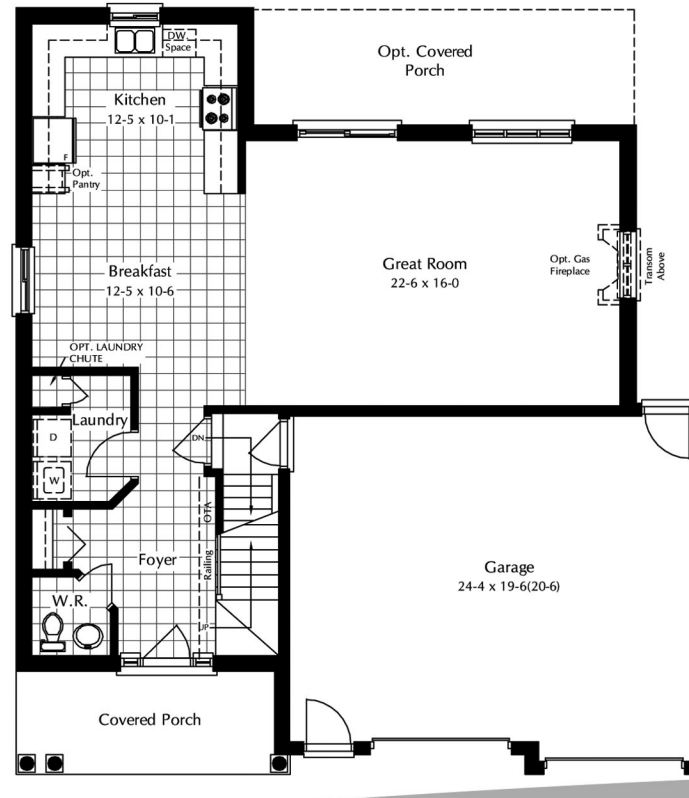 DW.
Space
Opt. Covered
Porch
Kitchen
12-5 x 10-1
F
Opt.
Pantry
Breakfast
12-5 x 10-6
Great Room
22-6 x 16-0
Opt. Gas
Fireplace
Transom
Above
OPT. LAUNDRY
CHUTE
Laundry
D
W
DN
OTA
Foyer
Railing
Garage
24-4 x 19-6(20-6)
W.R.
UP
Covered Porch